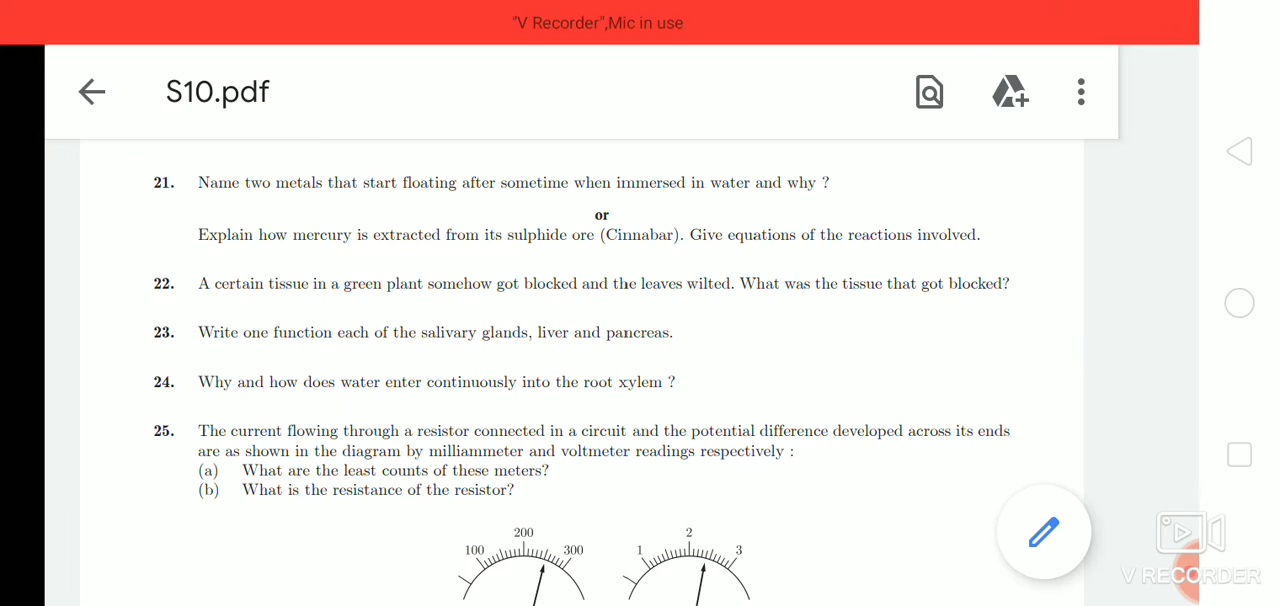 "V Recorder",Mic in use
S10.pdf
21. Name two metals that start floating after sometime when immersed in water and why ?
or
Explain how mercury is extracted from its sulphide ore (Cinnabar). Give equations of the reactions involved.
22. A certain tissue in a green plant somehow got blocked and the leaves wilted. What was the tissue that got blocked?
23. Write one function each of the salivary glands, liver and pancreas.
24. Why and how does water enter continuously into the root xylem ?
25. The current flowing through a resistor connected in a circuit and the potential difference developed across its ends
are as shown in the diagram by milliammeter and voltmeter readings respectively :
(a) What are the least counts of these meters?
(b) What is the resistance of the resistor?
100 200 300
1 2 3
V RECORDER